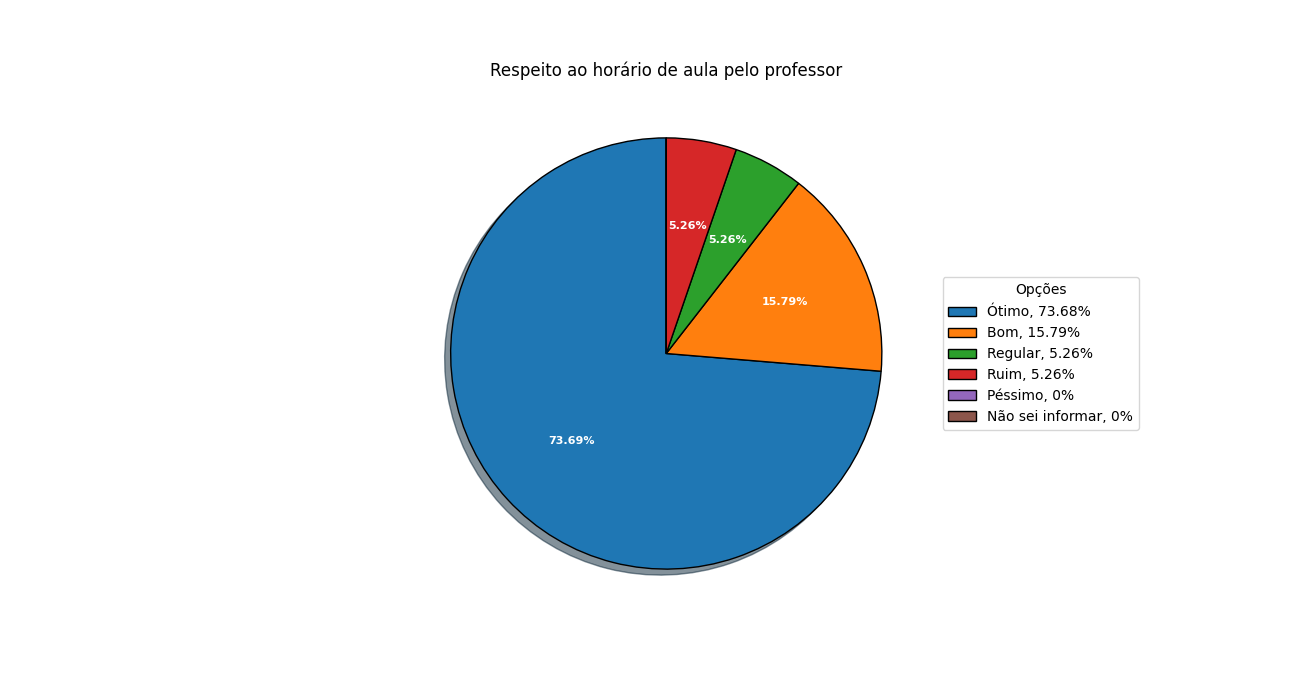 Respeito ao horário de aula pelo professor
5.26%
5.26%
15.79%
73.69%
Opções
Ótimo, 73.68%
Bom, 15.79%
Regular, 5.26%
Ruim, 5.26%
Péssimo, 0%
Não sei informar, 0%